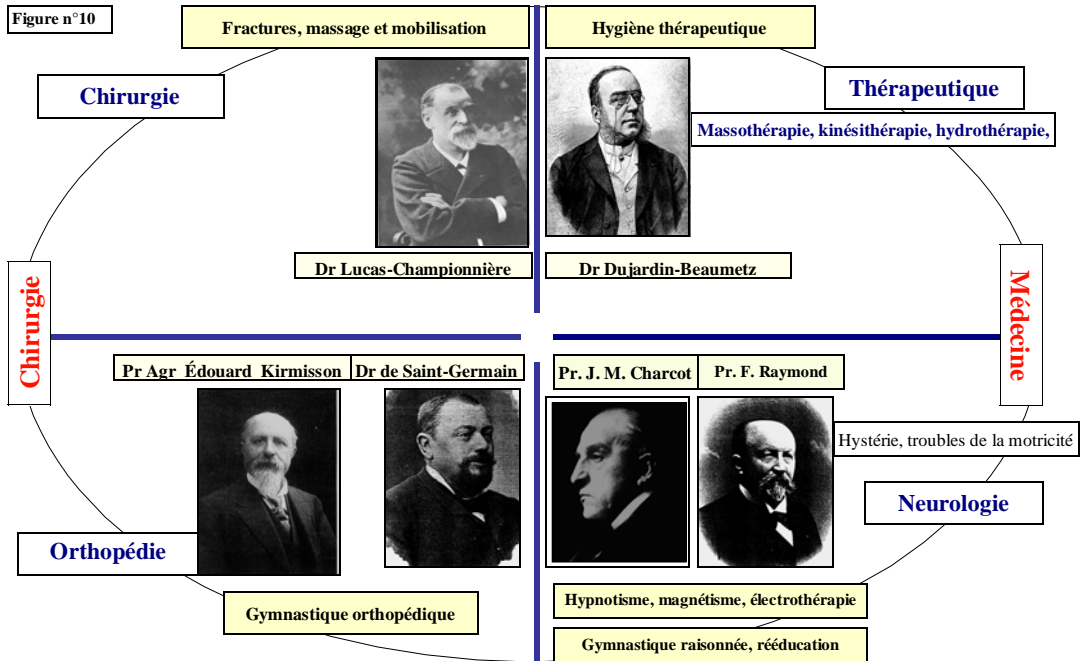 Figure n°10
Fractures, massage et mobilisation
Hygiène thérapeutique
Chirurgie
Thérapeutique
Massothérapie, kinésithérapie, hydrothérapie,
Dr Lucas-Championnière
Dr Dujardin-Beaumetz
Chirurgie
Médecine
Pr Agr Édouard Kirmisson
Dr de Saint-Germain
Pr. J. M. Charcot
Pr. F. Raymond
Hystérie, troubles de la motricité
Neurologie
Orthopédie
Gymnastique orthopédique
Hypnotisme, magnétisme, électrothérapie
Gymnastique raisonnée, rééducation